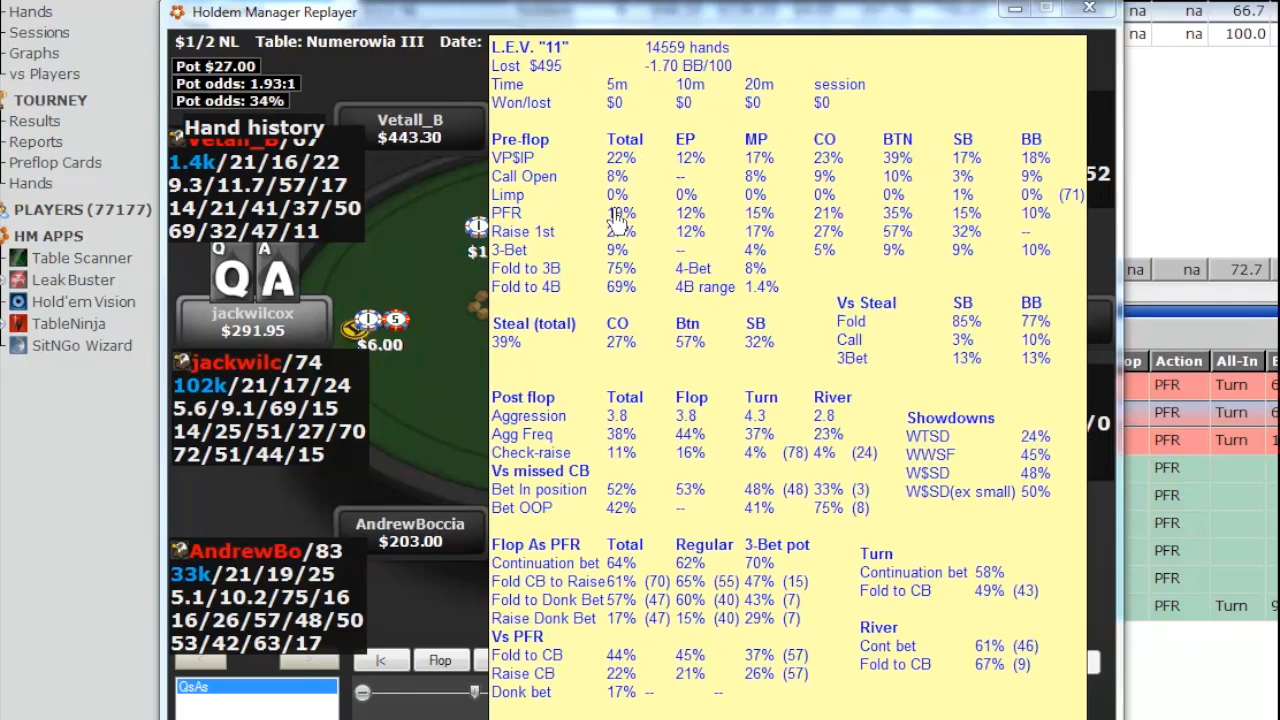 Hands
Sessions
Graphs
vs Players
TOURNEY
Results
Reports
Preflop Cards
Hands
PLAYERS (77177)
HM APPS
Table Scanner
LeakBuster
Hold'em Vision
TableNinja
SitNGo Wizard
Holdem Manager Replayer
$1/2 NL Table: Numerowia III Date:
Pot $27.00
Pot odds: 1.93:1
Pot odds: 34%
Hand history
Vetall_B/67
1.4k/21/16/22
9.3/11.7/57/17
14/21/41/37/50
69/32/47/11
Vetall_B
$443.30
Q A
Q A
jackwilcox
$291.95
$6.00
jackwilc/74
102k/21/17/24
5.6/9.1/69/15
14/25/51/27/70
72/51/44/15
AndrewBoccia
$203.00
AndrewBo/83
33k/21/19/25
5.1/10.2/75/16
16/26/57/48/50
53/42/63/17
|< Flop
QsAs
L.E.V. "11" 14559 hands
Lost $495 -1.70 BB/100
Time 5m 10m 20m session
Won/lost $0 $0 $0 $0
Pre-flop Total EP MP CO BTN SB BB
VP$IP 22% 12% 17% 23% 39% 17% 18%
Call Open 8% -- 8% 9% 10% 3% 9%
Limp 0% 0% 0% 0% 0% 1% 0% (71)
PFR 12% 15% 21% 35% 15% 10%
Raise 1st 12% 17% 27% 57% 32% --
3-Bet 9% -- 4% 5% 9% 9% 10%
Fold to 3B 75% 4-Bet 8%
Fold to 4B 69% 4B range 1.4%
Vs Steal SB BB
Fold 85% 77%
Call 3% 10%
3Bet 13% 13%
Steal (total) CO Btn SB
39% 27% 57% 32%
Post flop Total Flop Turn River
Aggression 3.8 3.8 4.3 2.8
Agg Freq 38% 44% 37% 23%
Check-raise 11% 16% 4% (78) 4% (24)
Vs missed CB
Bet In position 52% 53% 48% (48) 33% (3)
Bet OOP 42% -- 41% 75% (8)
Showdowns
WTSD 24%
WWSF 45%
W$SD 48%
W$SD(ex small) 50%
Flop As PFR Total Regular 3-Bet pot
Continuation bet 64% 62% 70%
Fold CB to Raise 61% (70) 65% (55) 47% (15)
Fold to Donk Bet 57% (47) 60% (40) 43% (7)
Raise Donk Bet 17% (47) 15% (40) 29% (7)
Vs PFR
Fold to CB 44% 45% 37% (57)
Raise CB 22% 21% 26% (57)
Donk bet 17% -- --
Turn
Continuation bet 58%
Fold to CB 49% (43)
River
Cont bet 61% (46)
Fold to CB 67% (9)
na na 66.7
na na 100.0
52
na na 72.7
/0
Action All-In
PFR Turn
PFR Turn
PFR Turn
PFR
PFR
PFR
PFR
PFR
PFR Turn